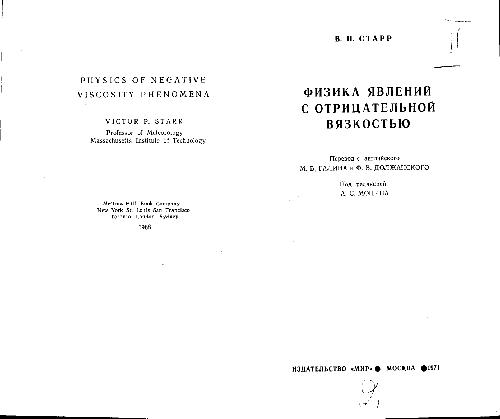 PHYSICS OF NEGATIVE
VISCOSITY PHENOMENA
VICTOR P. STARR
Professor of Meteorology
Massachusetts Institute of Technology
McGraw-Hill Book Company
New York St. Louis San Francisco
Toronto London Sydney
1968
В. П. СТАРР
ФИЗИКА ЯВЛЕНИЙ
С ОТРИЦАТЕЛЬНОЙ
ВЯЗКОСТЬЮ
Перевод с английского
М. Б. ГАЛИНА и Ф. В. ДОЛЖАНСКОГО
Под редакцией
А. С. МОНИНА
ИЗДАТЕЛЬСТВО «МИР» ● МОСКВА ●1971